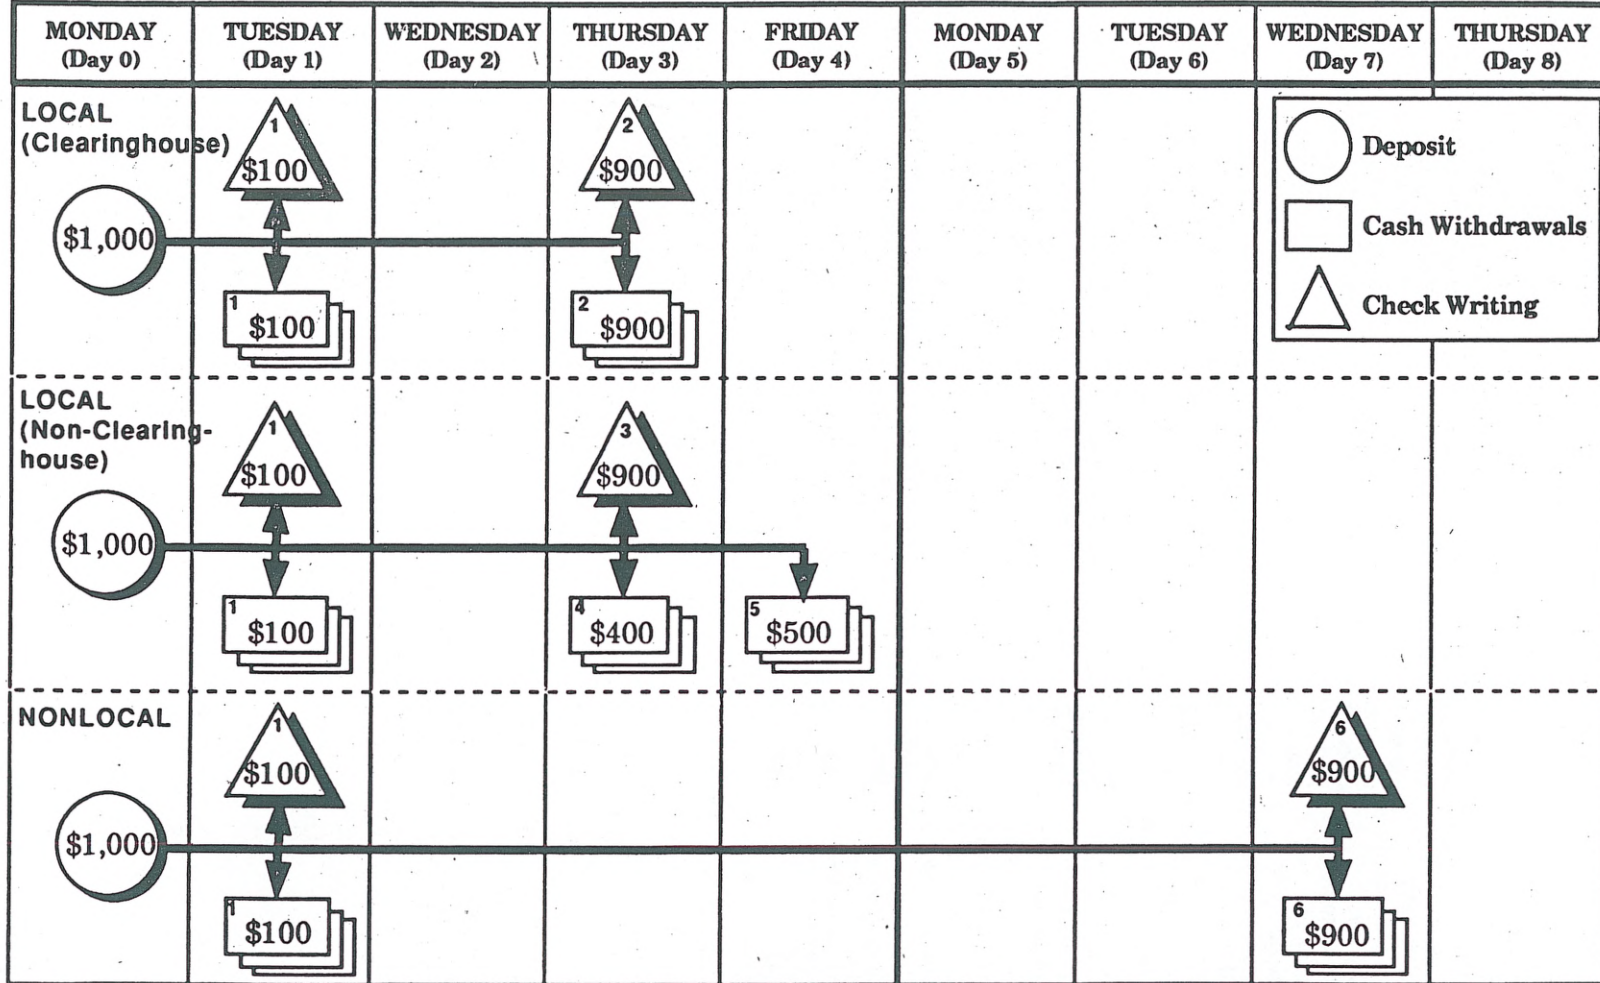 MONDAY
(Day 0)
TUESDAY
(Day 1)
WEDNESDAY
(Day 2)
THURSDAY
(Day 3)
FRIDAY
(Day 4)
MONDAY
(Day 5)
TUESDAY
(Day 6)
WEDNESDAY
(Day 7)
THURSDAY
(Day 8)
LOCAL
(Clearinghouse)
$1,000
1
$100
1
$100
2
$900
2
$900
Deposit
Cash Withdrawals
Check Writing
LOCAL
(Non-Clearing-
house)
$1,000
1
$100
1
$100
3
$900
4
$400
5
$500
NONLOCAL
$1,000
1
$100
1
$100
6
$900
6
$900